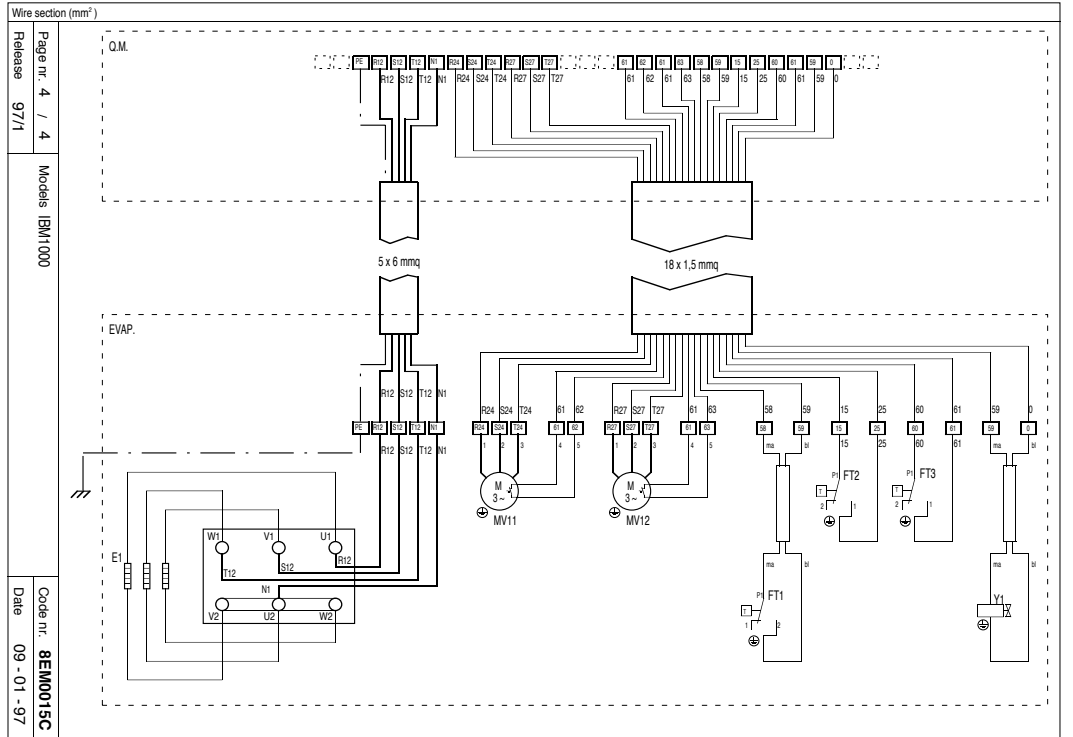 Wire section (mm²)
Page nr. 4 / 4
Release 97/1
Models IBM1000
Code nr. 8EM0015C
Date 09 - 01 - 97
Q.M.
PE R12 S12 T12 N1 R24 S24 T24 R27 S27 T27 61 62 61 63 58 59 15 25 60 61 59 0
R12 S12 T12 N1 R24 S24 T24 R27 S27 T27 61 62 61 63 58 59 15 25 60 61 59 0
5 x 6 mmq
18 x 1,5 mmq
EVAP.
R12 S12 T12 N1 R24 S24 T24 61 62 R27 S27 T27 61 63 58 59 15 25 60 61 59 0
PE R12 S12 T12 N1 R24 S24 T24 61 62 R27 S27 T27 61 63 58 59 15 25 60 61 59 0
R12 S12 T12 N1 1 2 3 4 5 1 2 3 4 5 ma bl 15 25 60 61 ma bl
M 3~
MV11
M 3~
MV12
P1 FT2
T
2 1
P1 FT3
T
2 1
W1 V1 U1
T12 S12 R12
E1
N1
V2 U2 W2
ma bl
P1 FT1
T
1 2
ma bl
Y1